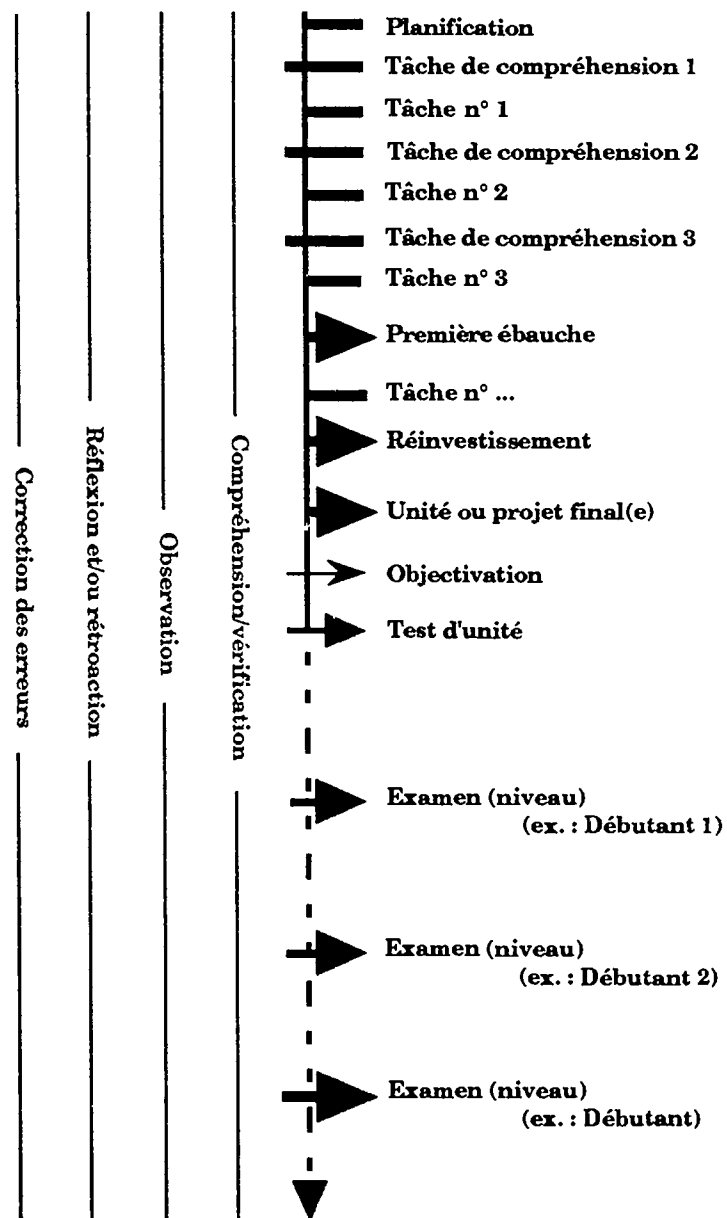 Planification
Tâche de compréhension 1
Tâche n° 1
Tâche de compréhension 2
Tâche n° 2
Tâche de compréhension 3
Tâche n° 3
Première ébauche
Tâche n° ...
Réinvestissement
Unité ou projet final(e)
Objectivation
Test d'unité
Examen (niveau)
(ex. : Débutant 1)
Examen (niveau)
(ex. : Débutant 2)
Examen (niveau)
(ex. : Débutant)
Correction des erreurs
Réflexion et/ou rétroaction
Observation
Compréhension/vérification